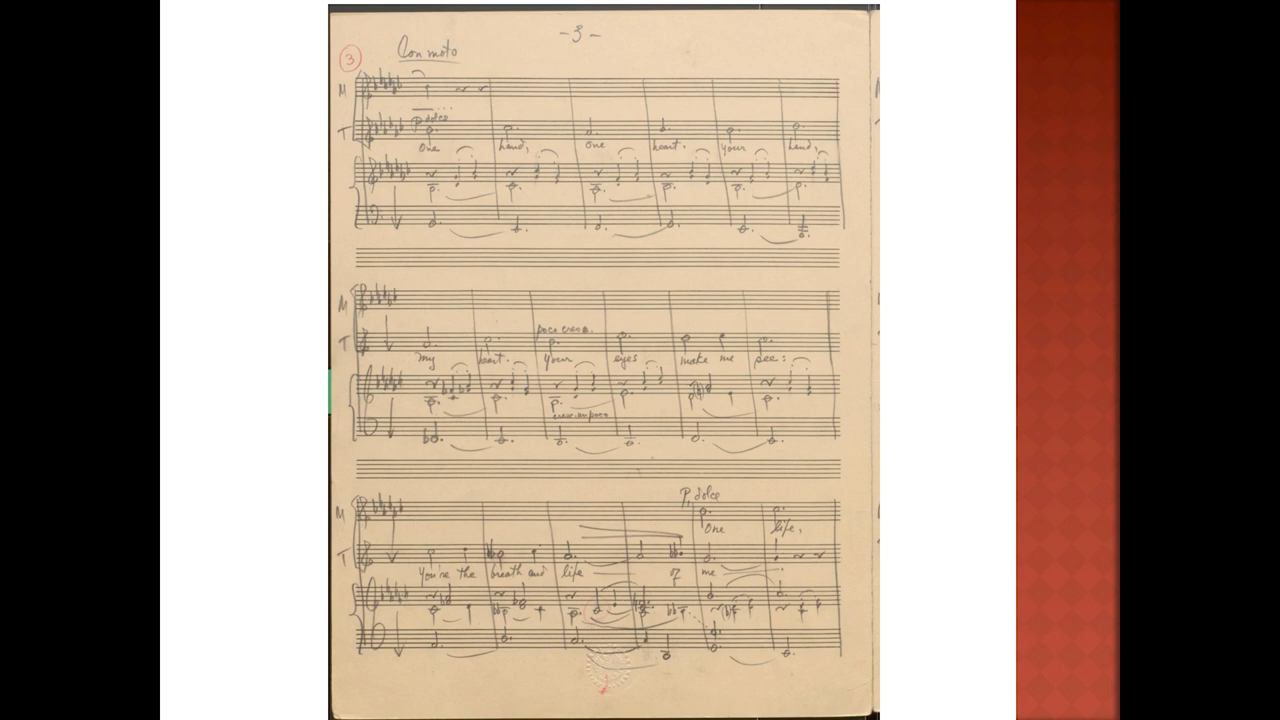 -3-
3
Con moto
M
P dolce
T
One hand, one heart. Your hand,
M
poco cresc.
T
my heart. Your eyes make me see:
cresc. un poco
P, dolce
M
One life,
T
You're the breath and life of me